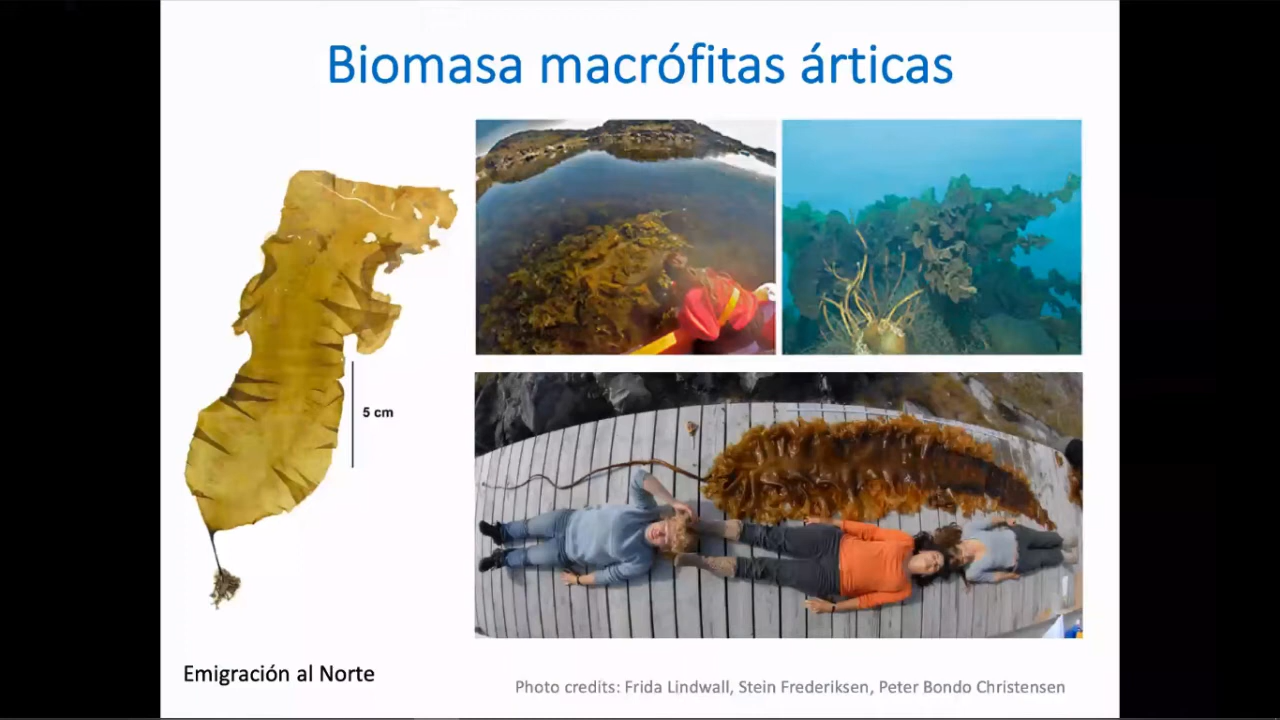 Biomasa macrófitas árticas
5 cm
Emigración al Norte
Photo credits: Frida Lindwall, Stein Frederiksen, Peter Bondo Christensen